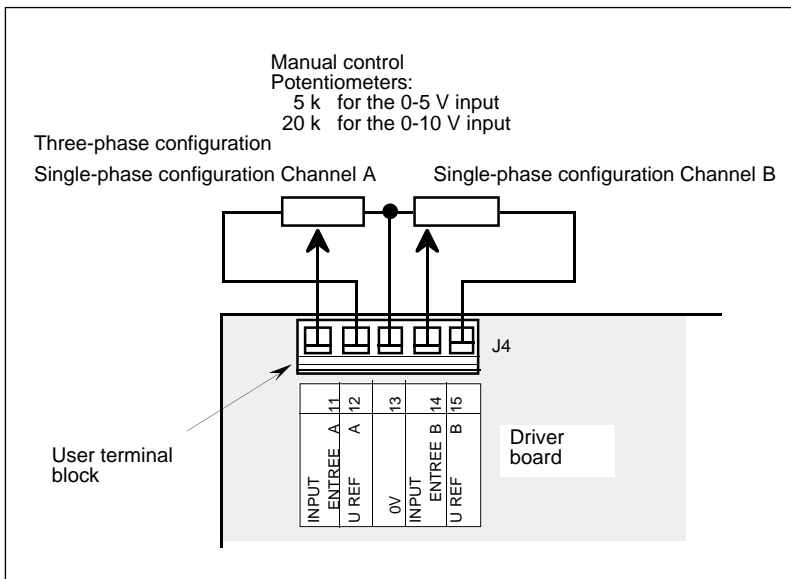 Manual control
Potentiometers:
5 k for the 0-5 V input
20 k for the 0-10 V input
Three-phase configuration
Single-phase configuration Channel A
Single-phase configuration Channel B
J4
11
12
13
14
15
INPUT
ENTREE A
U REF A
0V
INPUT
ENTREE B
U REF B
User terminal
block
Driver
board